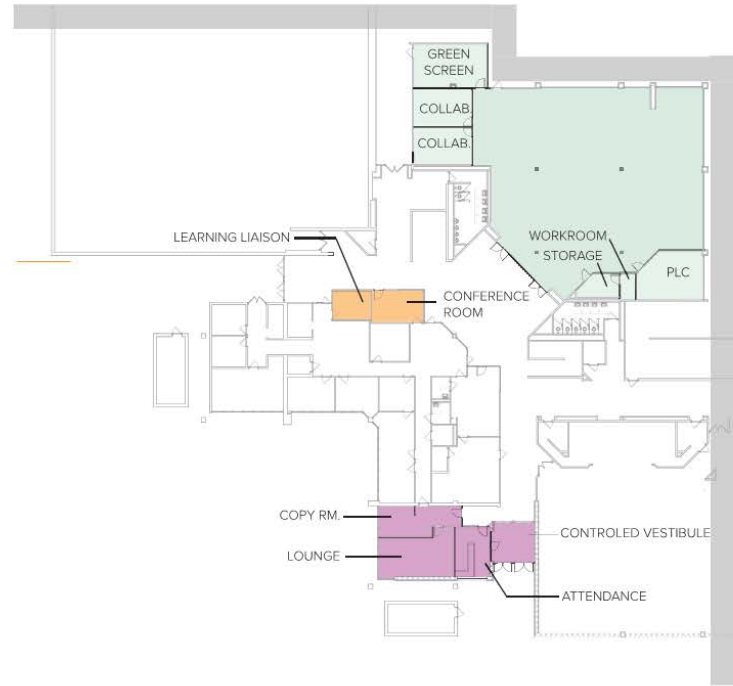 GREEN
SCREEN
COLLAB.
COLLAB.
LEARNING LIAISON
WORKROOM
STORAGE
PLC
CONFERENCE
ROOM
COPY RM.
CONTROLED VESTIBULE
LOUNGE
ATTENDANCE